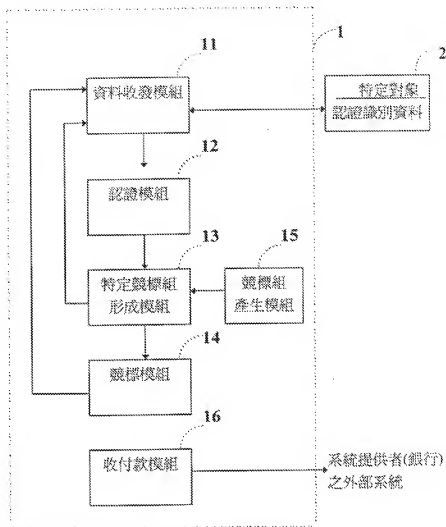 11
1
2
資料收發模組
特定對象
認證識別資料
12
認證模組
13
15
特定競標組
形成模組
競標組
產生模組
14
競標模組
16
收付款模組
系統提供者(銀行)
之外部系統